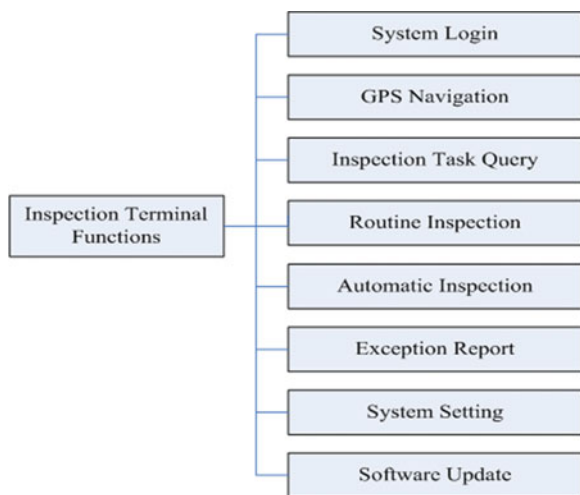 Inspection Terminal
Functions
System Login
GPS Navigation
Inspection Task Query
Routine Inspection
Automatic Inspection
Exception Report
System Setting
Software Update